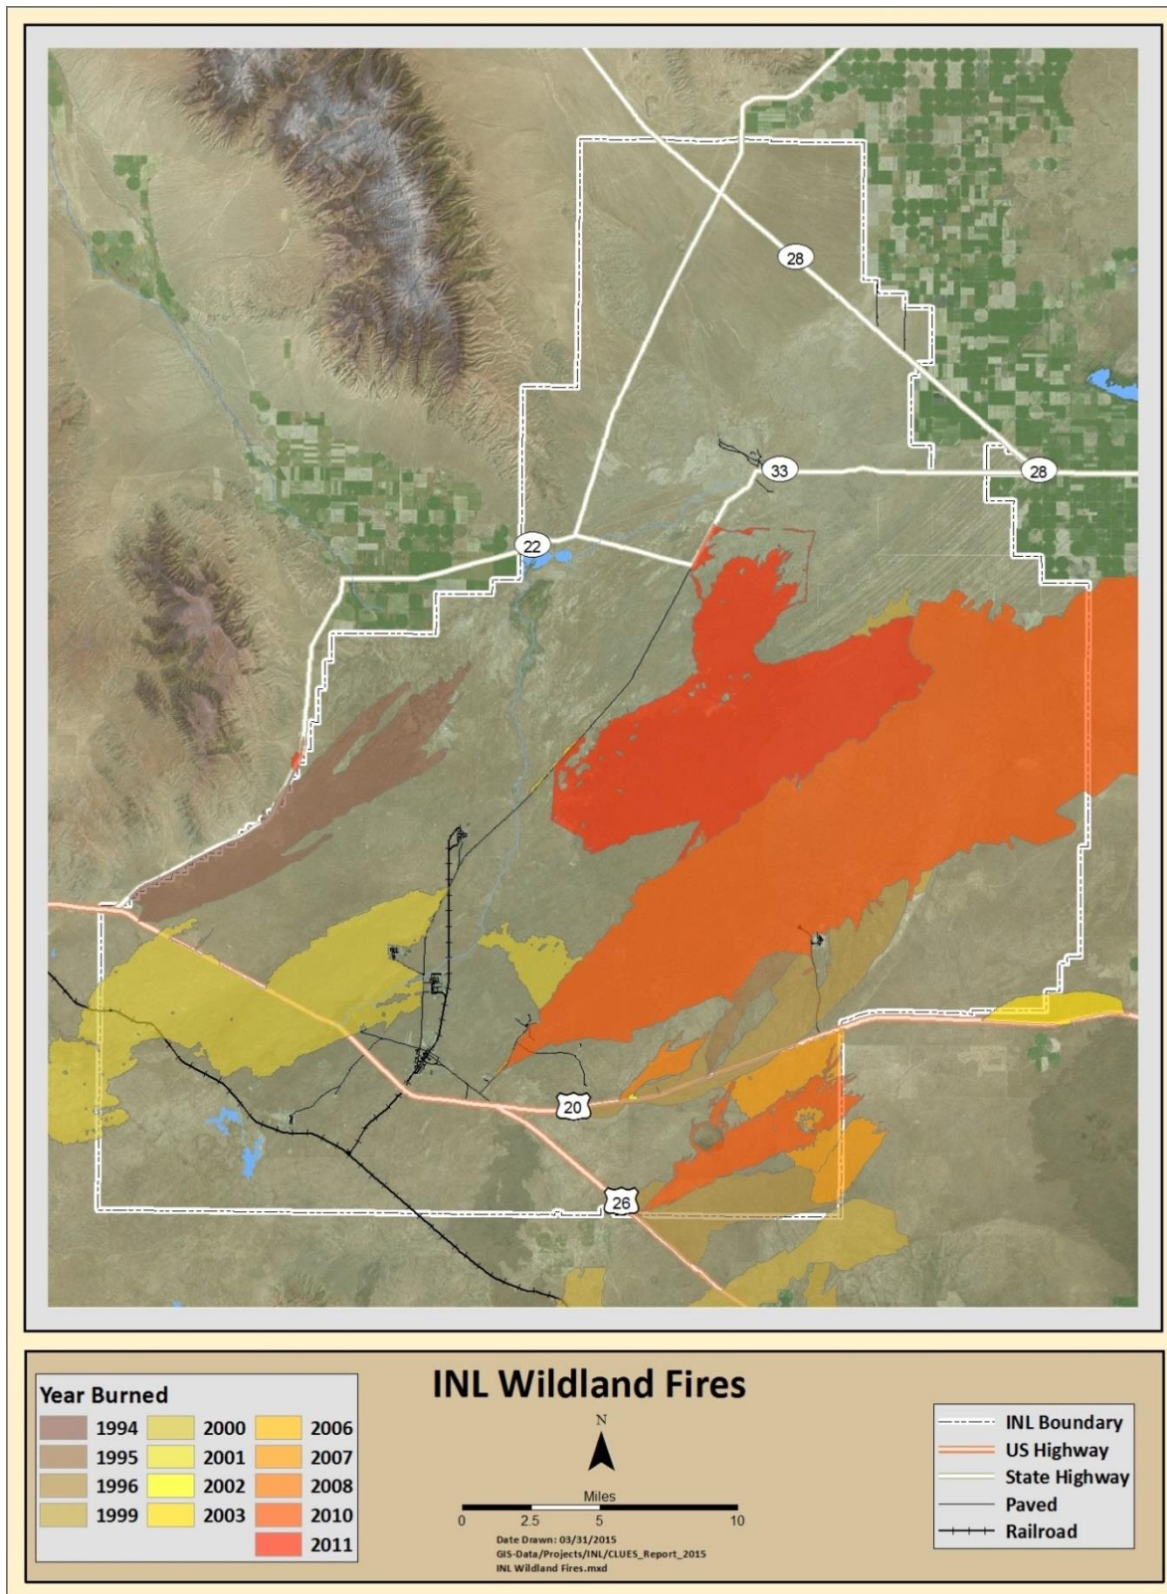 28
33
28
22
20
26
INL Wildland Fires
Year Burned
1994 2000 2006
1995 2001 2007
1996 2002 2008
1999 2003 2010
2011
N
Miles
0 2.5 5 10
Date Drawn: 03/31/2015
GIS-Data/Projects/INL/CLUES_Report_2015
INL Wildland Fires.mxd
INL Boundary
US Highway
State Highway
Paved
Railroad